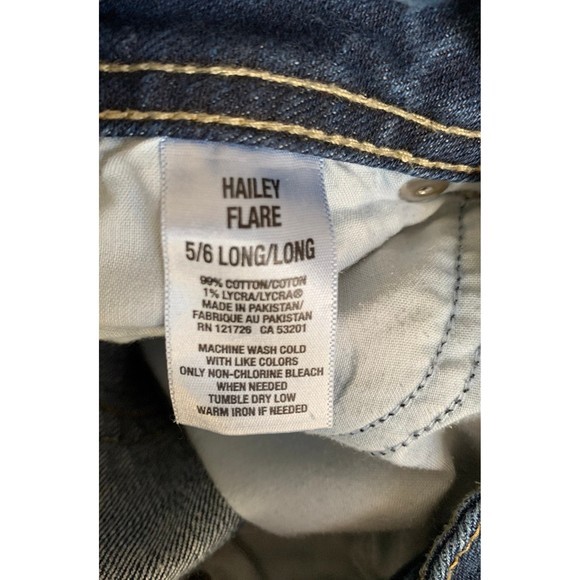 HAILEY
FLARE
5/6 LONG/LONG
99% COTTON/COTON
1% LYCRA/LYCRA®
MADE IN PAKISTAN/
FABRIQUE AU PAKISTAN
RN 121726 CA 53201
MACHINE WASH COLD
WITH LIKE COLORS
ONLY NON-CHLORINE BLEACH
WHEN NEEDED
TUMBLE DRY LOW
WARM IRON IF NEEDED